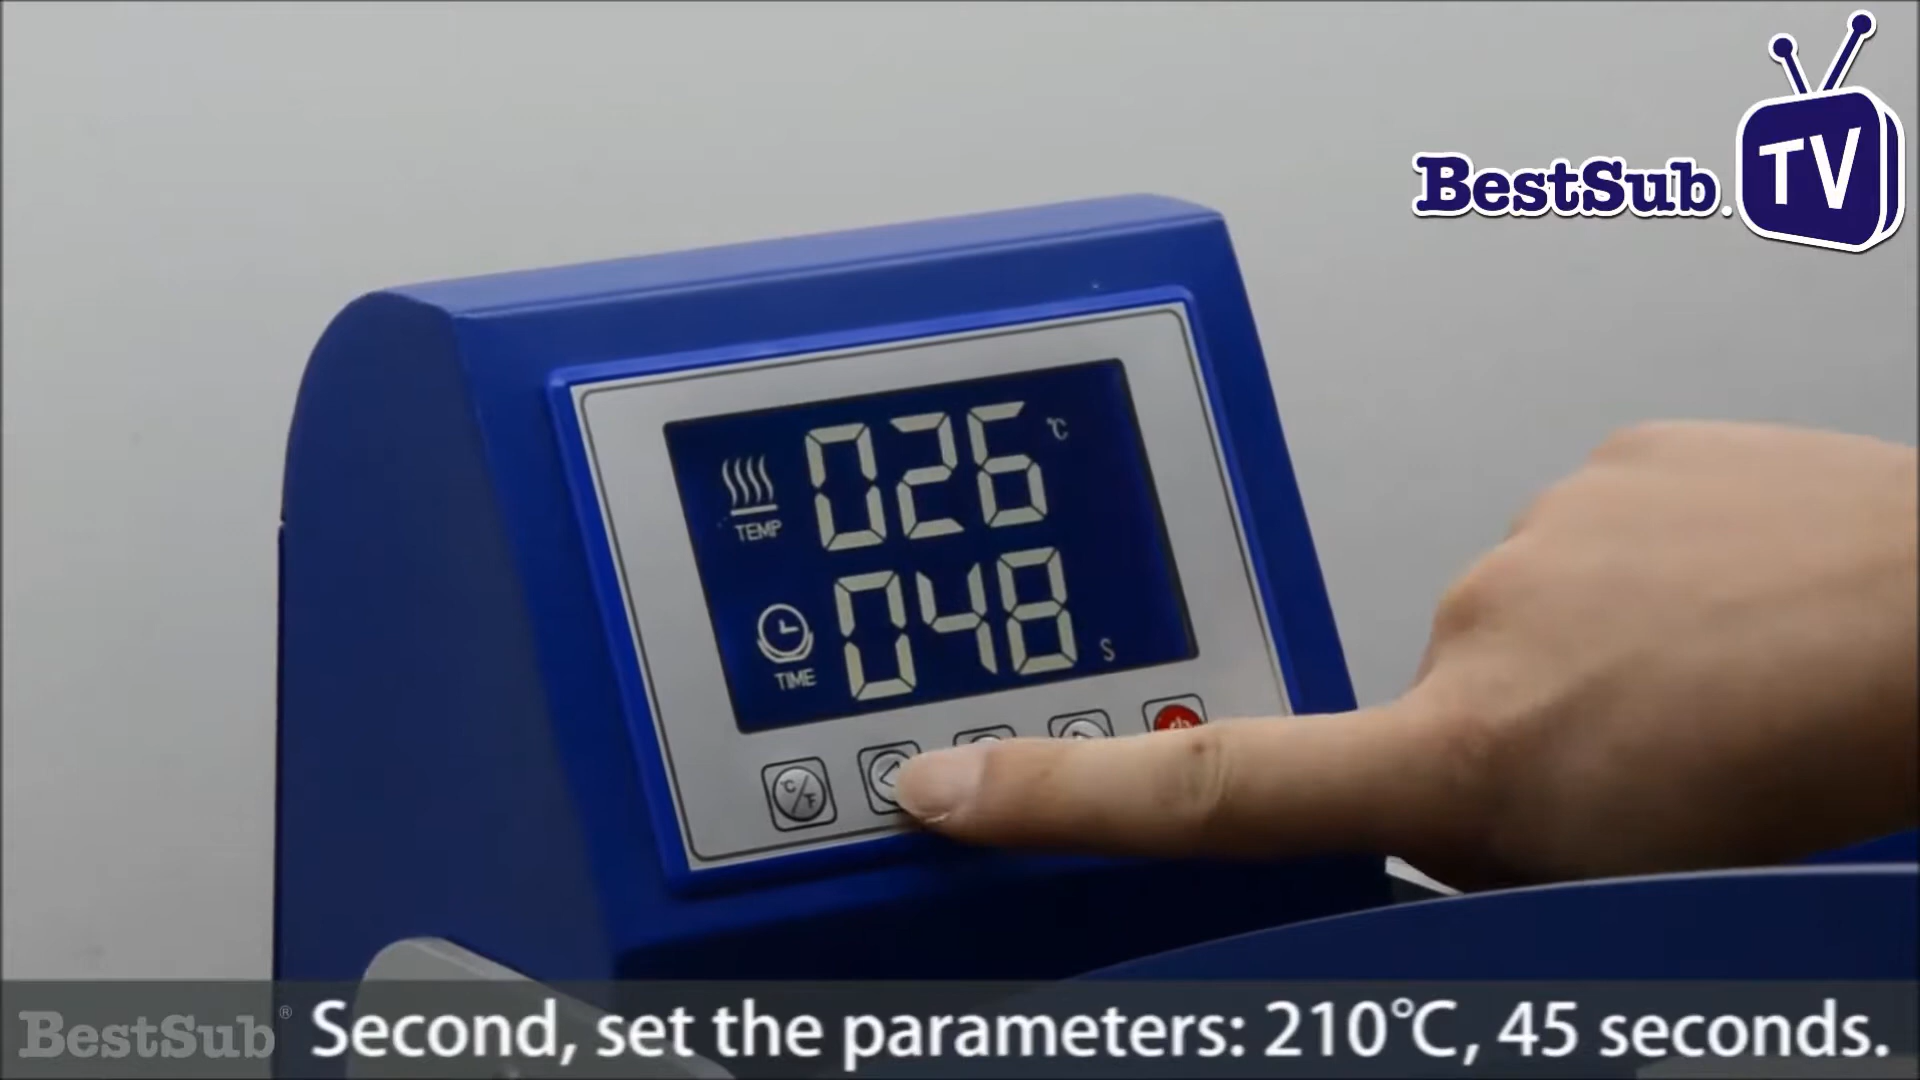 BestSub.TV
026 °C
TEMP
048 S
TIME
°C/°F
BestSub®
Second, set the parameters: 210℃, 45 seconds.